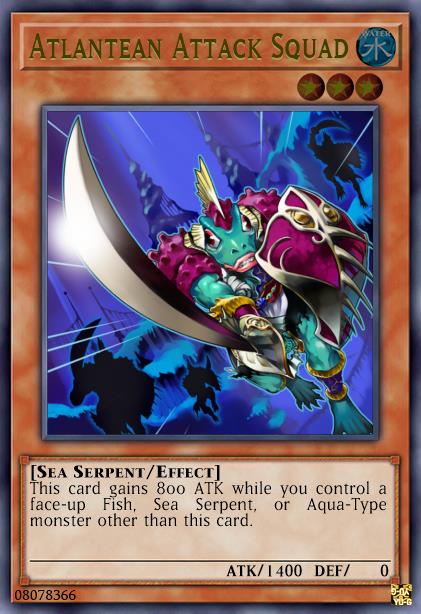 Atlantean Attack Squad
WATER
水
[Sea Serpent/Effect]
This card gains 800 ATK while you control a
face-up Fish, Sea Serpent, or Aqua-Type
monster other than this card.
ATK/1400 DEF/ 0
08078366